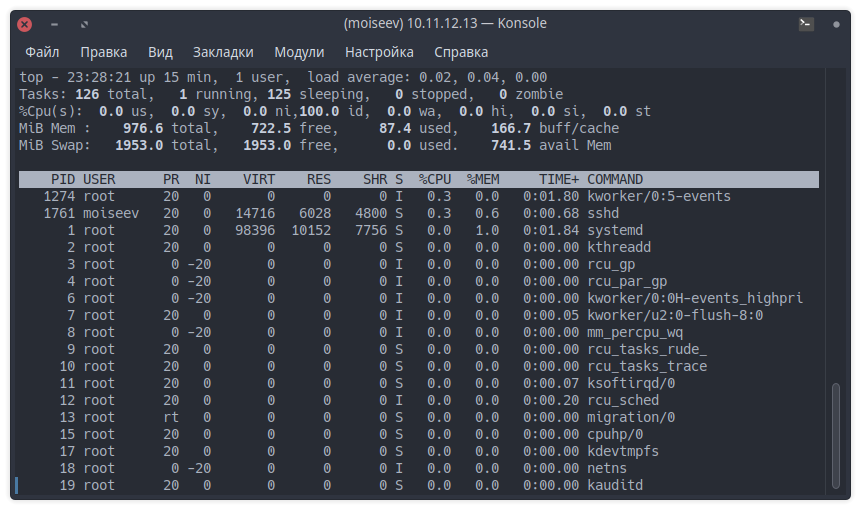 (moiseev) 10.11.12.13 — Konsole
Файл Правка Вид Закладки Модули Настройка Справка
top - 23:28:21 up 15 min,  1 user,  load average: 0.02, 0.04, 0.00
Tasks: 126 total,   1 running, 125 sleeping,   0 stopped,   0 zombie
%Cpu(s):  0.0 us,  0.0 sy,  0.0 ni,100.0 id,  0.0 wa,  0.0 hi,  0.0 si,  0.0 st
MiB Mem :    976.6 total,    722.5 free,     87.4 used,    166.7 buff/cache
MiB Swap:   1953.0 total,   1953.0 free,      0.0 used.    741.5 avail Mem
PID USER      PR  NI    VIRT    RES    SHR S  %CPU  %MEM     TIME+ COMMAND
1274 root      20   0       0      0      0 I   0.3   0.0   0:01.80 kworker/0:5-events
1761 moiseev   20   0   14716   6028   4800 S   0.3   0.6   0:00.68 sshd
1 root      20   0   98396  10152   7756 S   0.0   1.0   0:01.84 systemd
2 root      20   0       0      0      0 S   0.0   0.0   0:00.00 kthreadd
3 root       0 -20       0      0      0 I   0.0   0.0   0:00.00 rcu_gp
4 root       0 -20       0      0      0 I   0.0   0.0   0:00.00 rcu_par_gp
6 root       0 -20       0      0      0 I   0.0   0.0   0:00.00 kworker/0:0H-events_highpri
7 root      20   0       0      0      0 I   0.0   0.0   0:00.05 kworker/u2:0-flush-8:0
8 root       0 -20       0      0      0 I   0.0   0.0   0:00.00 mm_percpu_wq
9 root      20   0       0      0      0 S   0.0   0.0   0:00.00 rcu_tasks_rude_
10 root      20   0       0      0      0 S   0.0   0.0   0:00.00 rcu_tasks_trace
11 root      20   0       0      0      0 S   0.0   0.0   0:00.07 ksoftirqd/0
12 root      20   0       0      0      0 I   0.0   0.0   0:00.20 rcu_sched
13 root      rt   0       0      0      0 S   0.0   0.0   0:00.00 migration/0
15 root      20   0       0      0      0 S   0.0   0.0   0:00.00 cpuhp/0
17 root      20   0       0      0      0 S   0.0   0.0   0:00.00 kdevtmpfs
18 root       0 -20       0      0      0 I   0.0   0.0   0:00.00 netns
19 root      20   0       0      0      0 S   0.0   0.0   0:00.00 kauditd